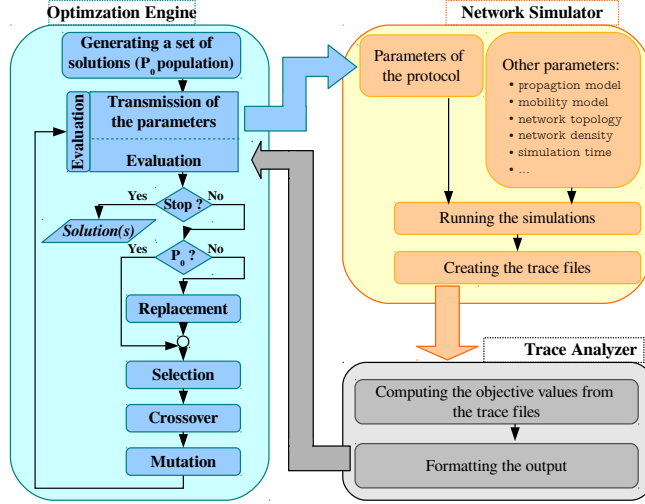 Optimzation Engine
Generating a set of
solutions (P0 population)
Evaluation
Transmission of
the parameters
Evaluation
Yes
Stop ?
No
Solution(s)
Yes
P0 ?
No
Replacement
Selection
Crossover
Mutation
Network Simulator
Parameters of
the protocol
Other parameters:
• propagtion model
• mobility model
• network topology
• network density
• simulation time
• ...
Running the simulations
Creating the trace files
Trace Analyzer
Computing the objective values from
the trace files
Formatting the output